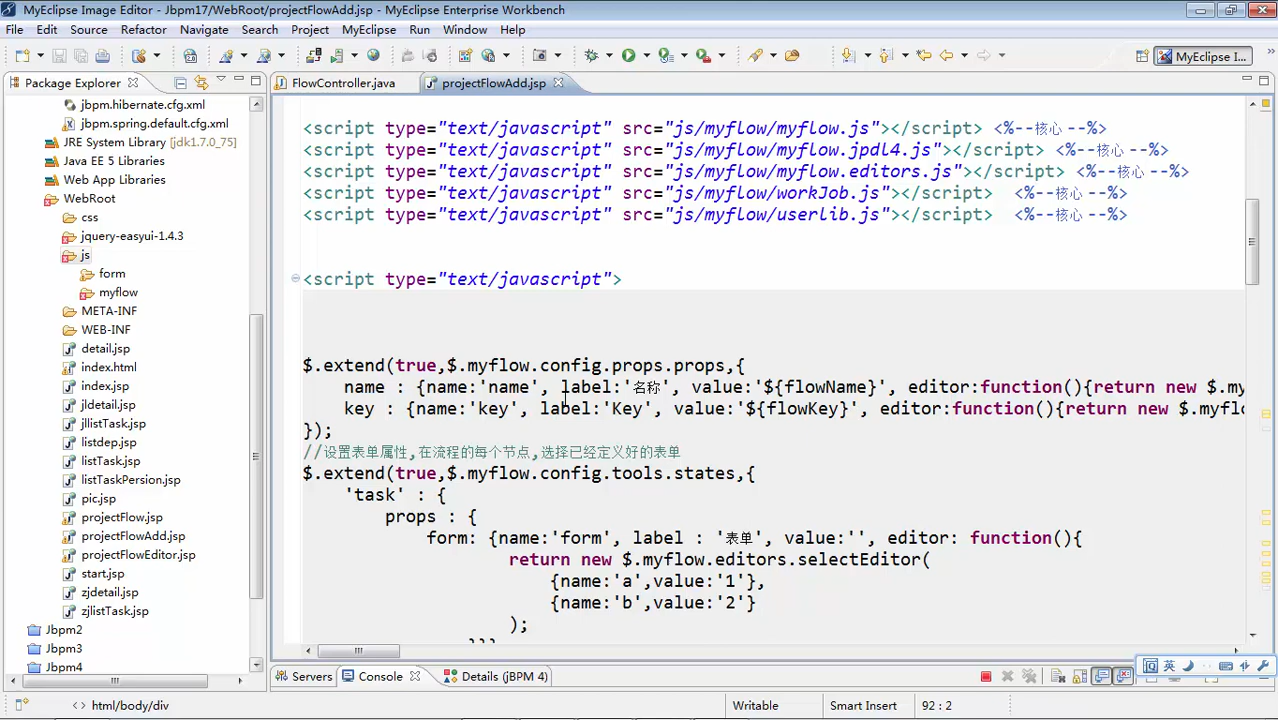 MyEclipse Image Editor - Jbpm17/WebRoot/projectFlowAdd.jsp - MyEclipse Enterprise Workbench
File Edit Source Refactor Navigate Search Project MyEclipse Run Window Help
MyEclipse I...
Package Explorer
FlowController.java
projectFlowAdd.jsp
jbpm.hibernate.cfg.xml
jbpm.spring.default.cfg.xml
JRE System Library [jdk1.7.0_75]
Java EE 5 Libraries
Web App Libraries
WebRoot
css
jquery-easyui-1.4.3
js
form
myflow
META-INF
WEB-INF
detail.jsp
index.html
index.jsp
jldetail.jsp
jllistTask.jsp
listdep.jsp
listTask.jsp
listTaskPersion.jsp
pic.jsp
projectFlow.jsp
projectFlowAdd.jsp
projectFlowEditor.jsp
start.jsp
zjdetail.jsp
zjlistTask.jsp
Jbpm2
Jbpm3
Jbpm4
<script type="text/javascript" src="js/myflow/myflow.js"></script> <%--核心 --%>
<script type="text/javascript" src="js/myflow/myflow.jpdl4.js"></script> <%--核心 --%>
<script type="text/javascript" src="js/myflow/myflow.editors.js"></script> <%--核心 --%>
<script type="text/javascript" src="js/myflow/workJob.js"></script> <%--核心 --%>
<script type="text/javascript" src="js/myflow/userlib.js"></script> <%--核心 --%>
<script type="text/javascript">
$.extend(true,$.myflow.config.props.props,{
name : {name:'name', label:'名称', value:'${flowName}', editor:function(){return new $.my
key : {name:'key', label:'Key', value:'${flowKey}', editor:function(){return new $.myflo
});
//设置表单属性,在流程的每个节点,选择已经定义好的表单
$.extend(true,$.myflow.config.tools.states,{
'task' : {
props : {
form: {name:'form', label : '表单', value:'', editor: function(){
return new $.myflow.editors.selectEditor(
{name:'a',value:'1'},
{name:'b',value:'2'}
);
}}}
英
Servers
Console
Details (jBPM 4)
html/body/div
Writable
Smart Insert
92 : 2